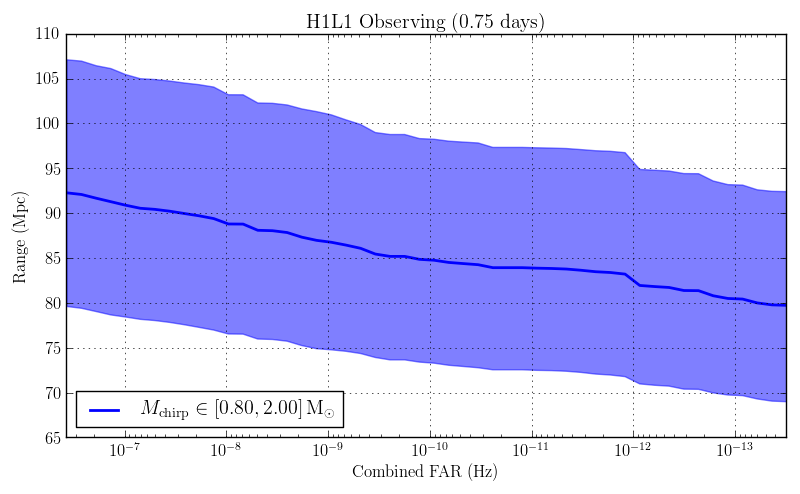 H1L1 Observing (0.75 days)
110
105
100
95
90
85
80
75
70
65
Range (Mpc)
M_chirp ∈ [0.80, 2.00] M_⊙
10^−7 10^−8 10^−9 10^−10 10^−11 10^−12 10^−13
Combined FAR (Hz)